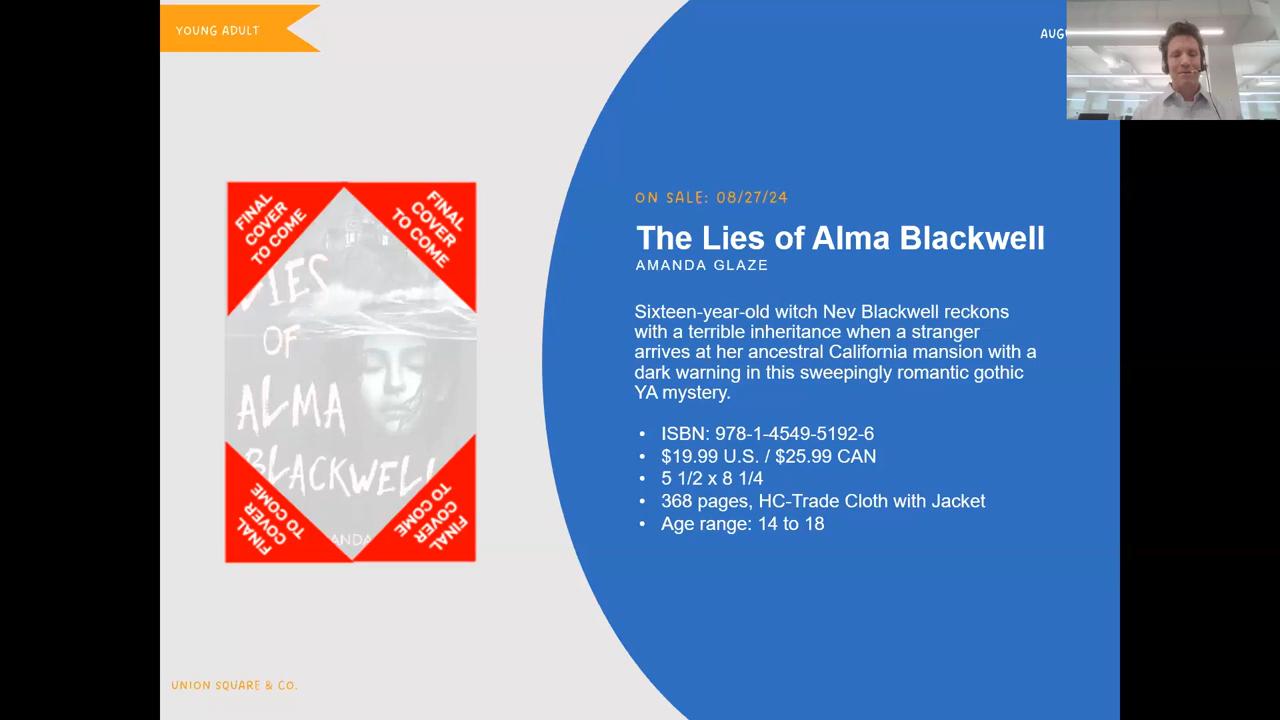 YOUNG ADULT
ON SALE: 08/27/24
The Lies of Alma Blackwell
AMANDA GLAZE
Sixteen-year-old witch Nev Blackwell reckons
with a terrible inheritance when a stranger
arrives at her ancestral California mansion with a
dark warning in this sweepingly romantic gothic
YA mystery.
• ISBN: 978-1-4549-5192-6
• $19.99 U.S. / $25.99 CAN
• 5 1/2 x 8 1/4
• 368 pages, HC-Trade Cloth with Jacket
• Age range: 14 to 18
FINAL
COVER
TO COME
FINAL
COVER
TO COME
LIES
OF
ALMA
BLACKWELL
FINAL
COVER
TO COME
FINAL
COVER
TO COME
UNION SQUARE & CO.